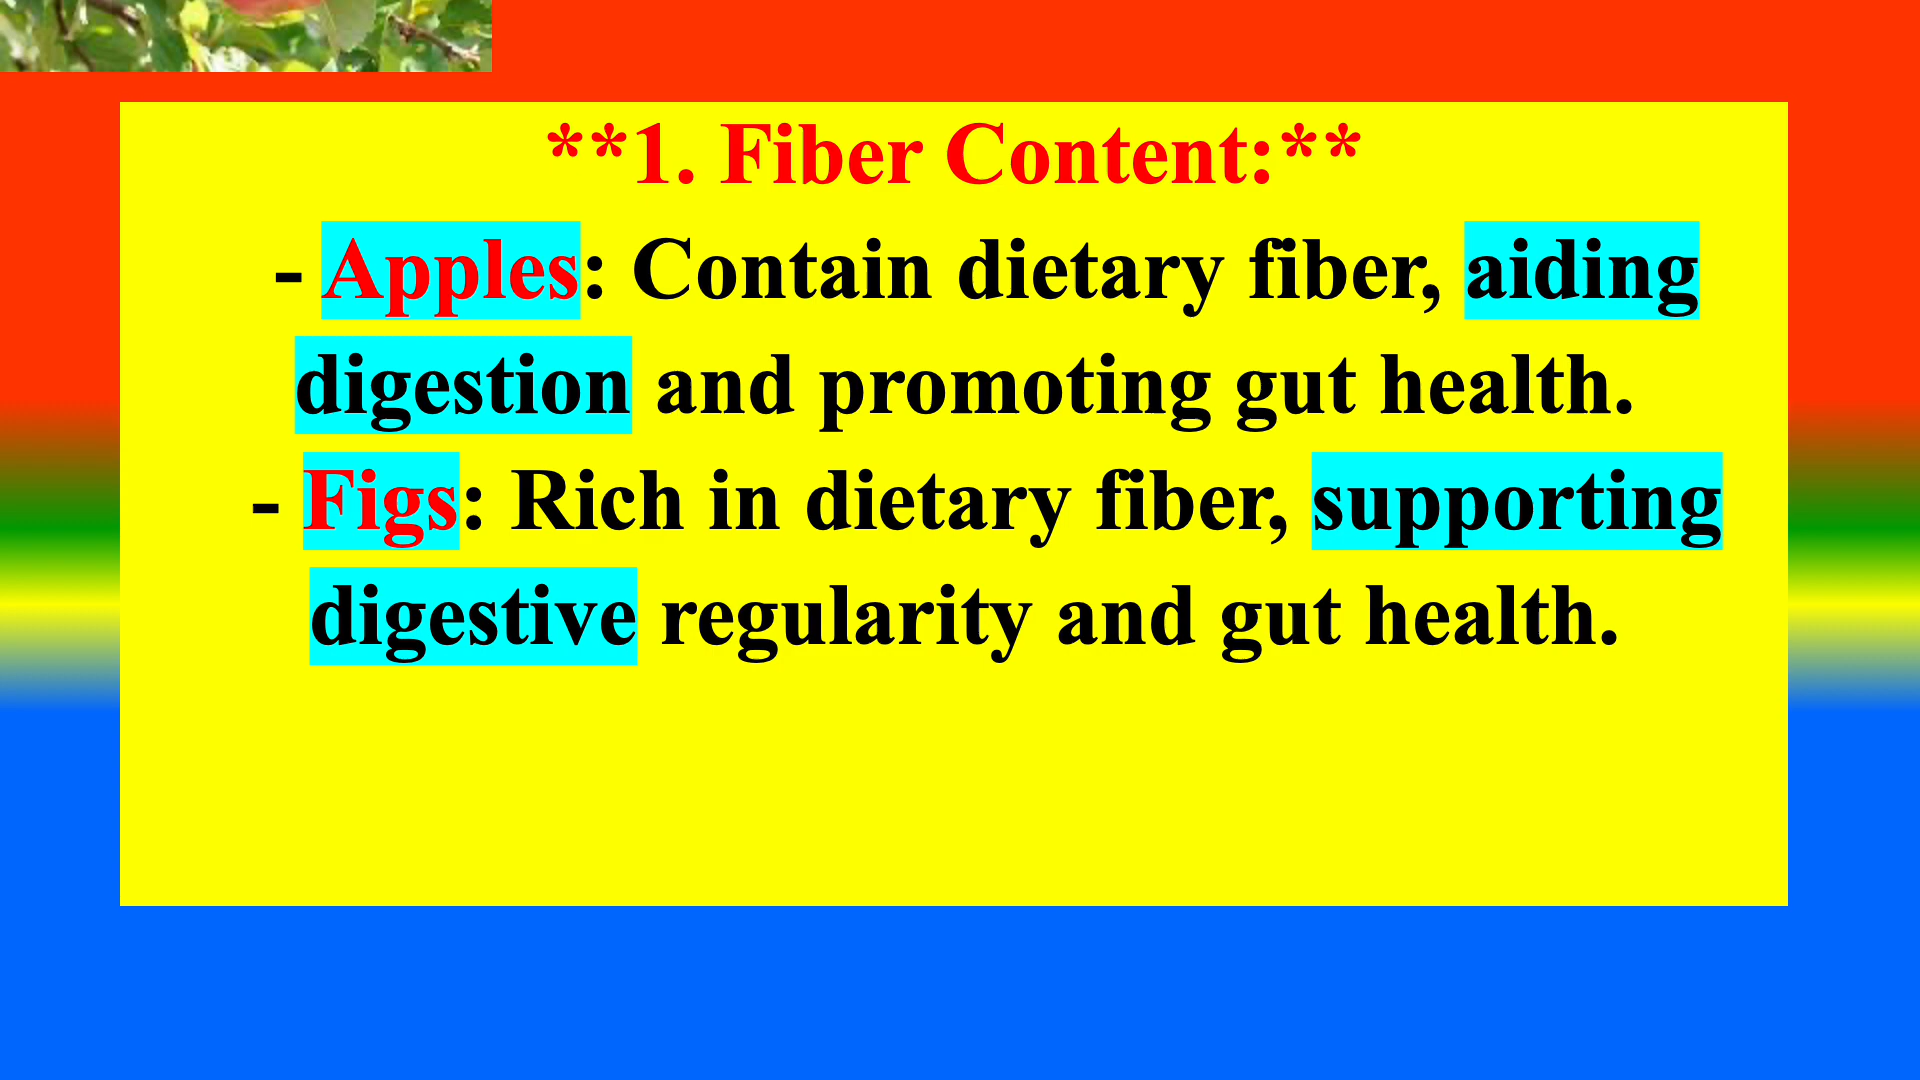 **1. Fiber Content:**
- Apples: Contain dietary fiber, aiding
digestion and promoting gut health.
- Figs: Rich in dietary fiber, supporting
digestive regularity and gut health.